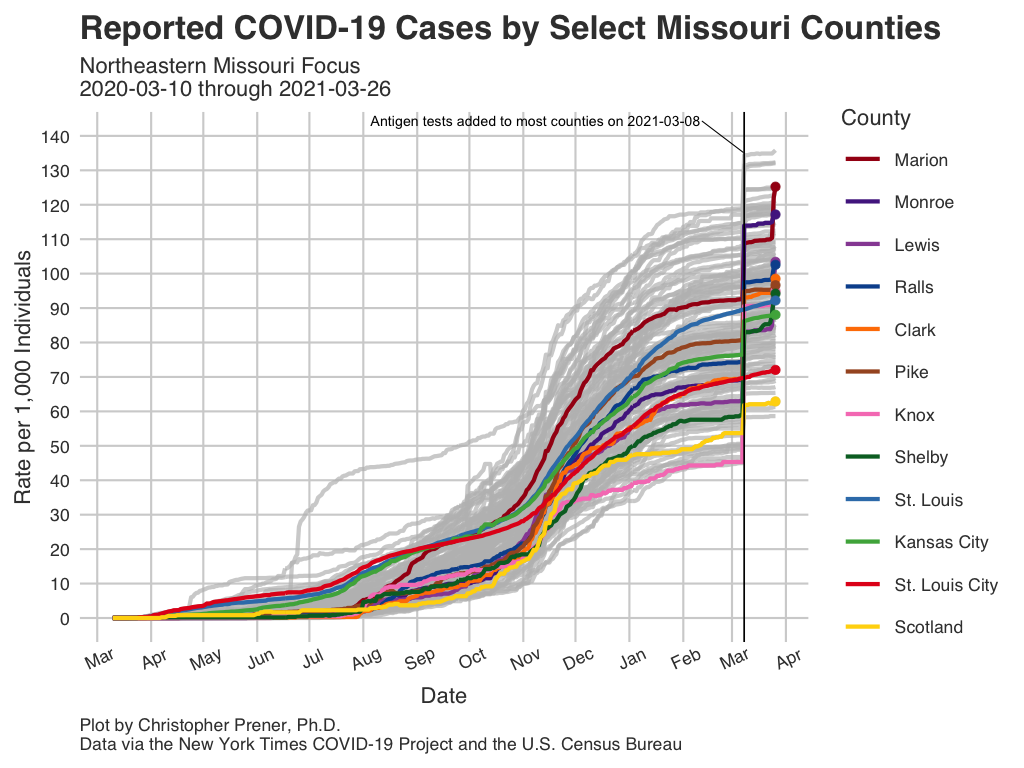 Reported COVID-19 Cases by Select Missouri Counties
Northeastern Missouri Focus
2020-03-10 through 2021-03-26
Antigen tests added to most counties on 2021-03-08
Rate per 1,000 Individuals
140
130
120
110
100
90
80
70
60
50
40
30
20
10
0
Mar Apr May Jun Jul Aug Sep Oct Nov Dec Jan Feb Mar Apr
Date
County
Marion
Monroe
Lewis
Ralls
Clark
Pike
Knox
Shelby
St. Louis
Kansas City
St. Louis City
Scotland
Plot by Christopher Prener, Ph.D.
Data via the New York Times COVID-19 Project and the U.S. Census Bureau